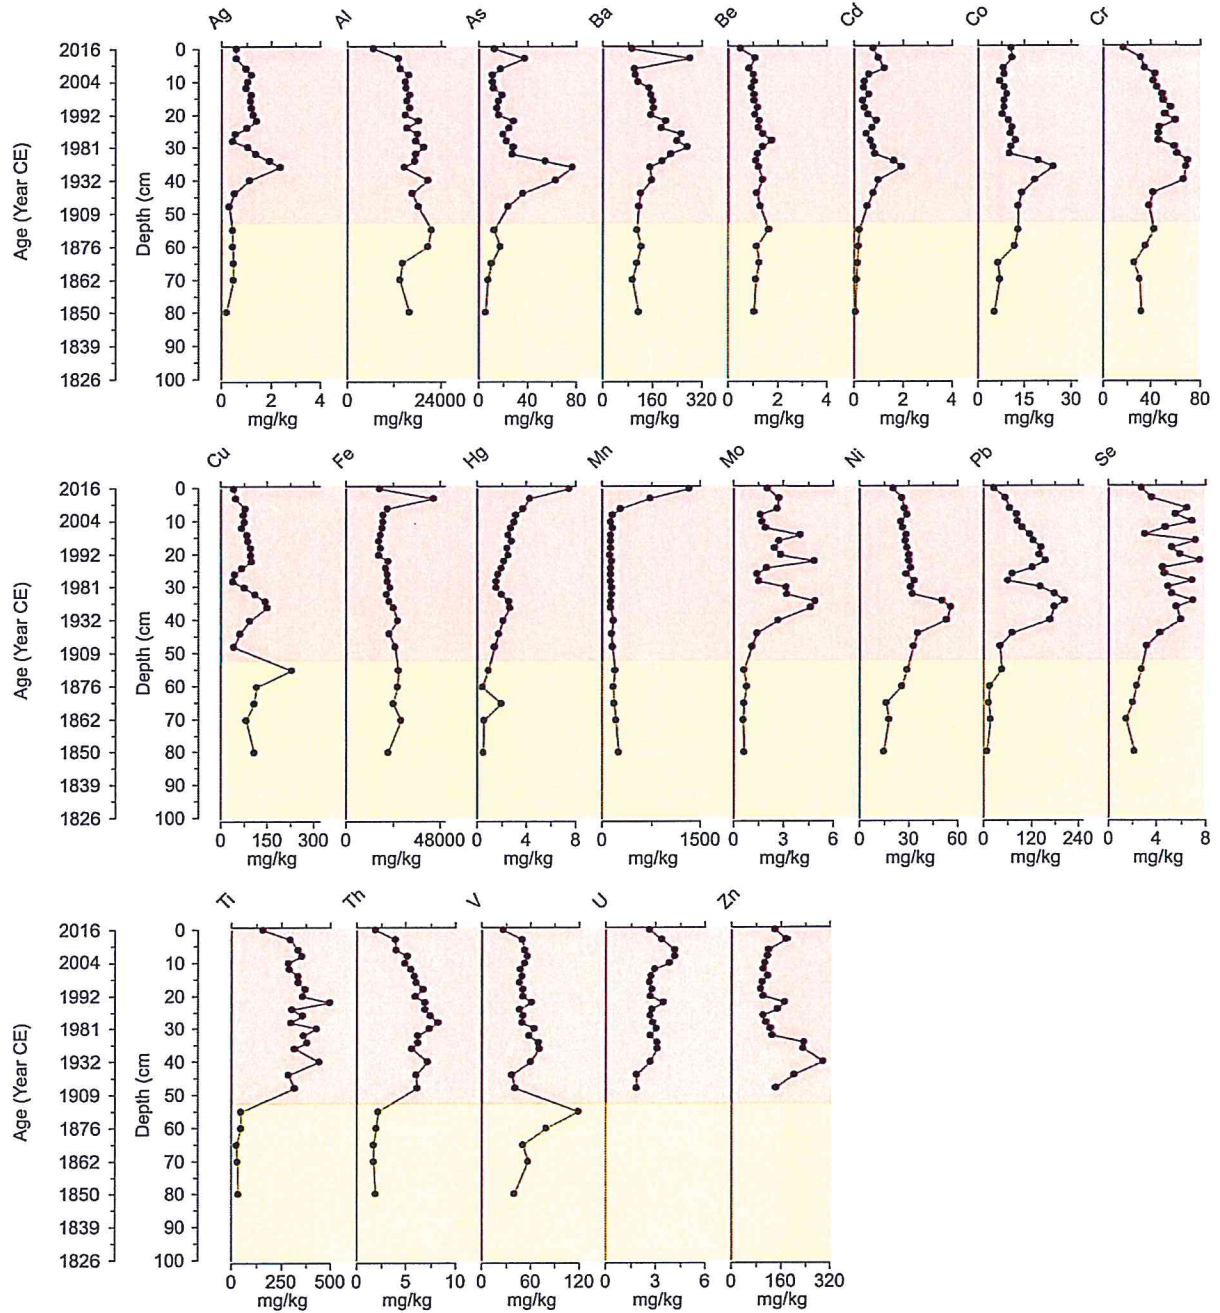 Ag Al As Ba Be Cd Co Cr
2016 0
2004 10
1992 20
1981 30
1932 40
1909 50
1876 60
1862 70
1850 80
1839 90
1826 100
Age (Year CE)
Depth (cm
0 2 4 0 24000 0 40 80 0 160 320 0 2 4 0 2 4 0 15 30 0 40 80
mg/kg mg/kg mg/kg mg/kg mg/kg mg/kg mg/kg mg/kg
Cu Fe Hg Mn Mo Ni Pb Se
2016 0
2004 10
1992 20
1981 30
1932 40
1909 50
1876 60
1862 70
1850 80
1839 90
1826 100
Age (Year CE)
Depth (cm
0 150 300 0 48000 0 4 8 0 1500 0 3 6 0 30 60 0 120 240 0 4 8
mg/kg mg/kg mg/kg mg/kg mg/kg mg/kg mg/kg mg/kg
Ti Th V U Zn
2016 0
2004 10
1992 20
1981 30
1932 40
1909 50
1876 60
1862 70
1850 80
1839 90
1826 100
Age (Year CE)
Depth (cm
0 250 500 0 5 10 0 60 120 0 3 6 0 160 320
mg/kg mg/kg mg/kg mg/kg mg/kg